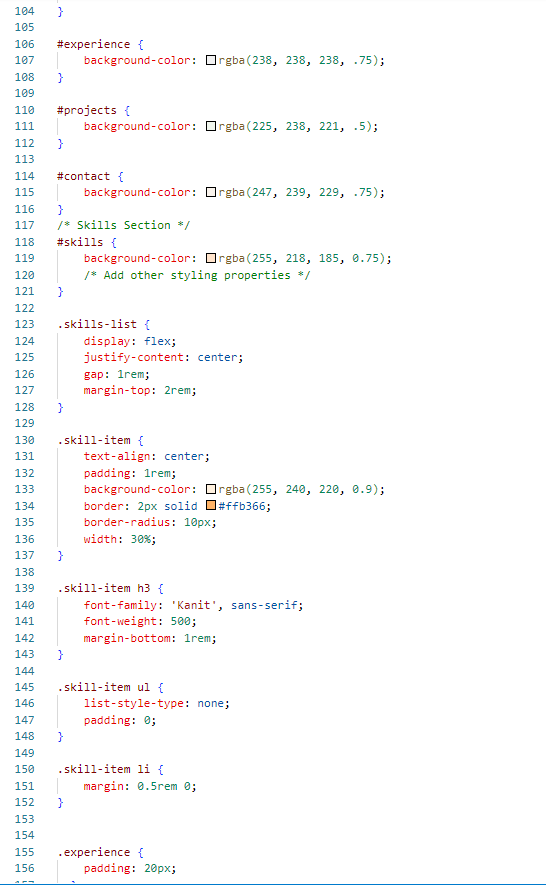 104 }
105
106 #experience {
107 background-color: rgba(238, 238, 238, .75);
108 }
109
110 #projects {
111 background-color: rgba(225, 238, 221, .5);
112 }
113
114 #contact {
115 background-color: rgba(247, 239, 229, .75);
116 }
117 /* Skills Section */
118 #skills {
119 background-color: rgba(255, 218, 185, 0.75);
120 /* Add other styling properties */
121 }
122
123 .skills-list {
124 display: flex;
125 justify-content: center;
126 gap: 1rem;
127 margin-top: 2rem;
128 }
129
130 .skill-item {
131 text-align: center;
132 padding: 1rem;
133 background-color: rgba(255, 240, 220, 0.9);
134 border: 2px solid #ffb366;
135 border-radius: 10px;
136 width: 30%;
137 }
138
139 .skill-item h3 {
140 font-family: 'Kanit', sans-serif;
141 font-weight: 500;
142 margin-bottom: 1rem;
143 }
144
145 .skill-item ul {
146 list-style-type: none;
147 padding: 0;
148 }
149
150 .skill-item li {
151 margin: 0.5rem 0;
152 }
153
154
155 .experience {
156 padding: 20px;